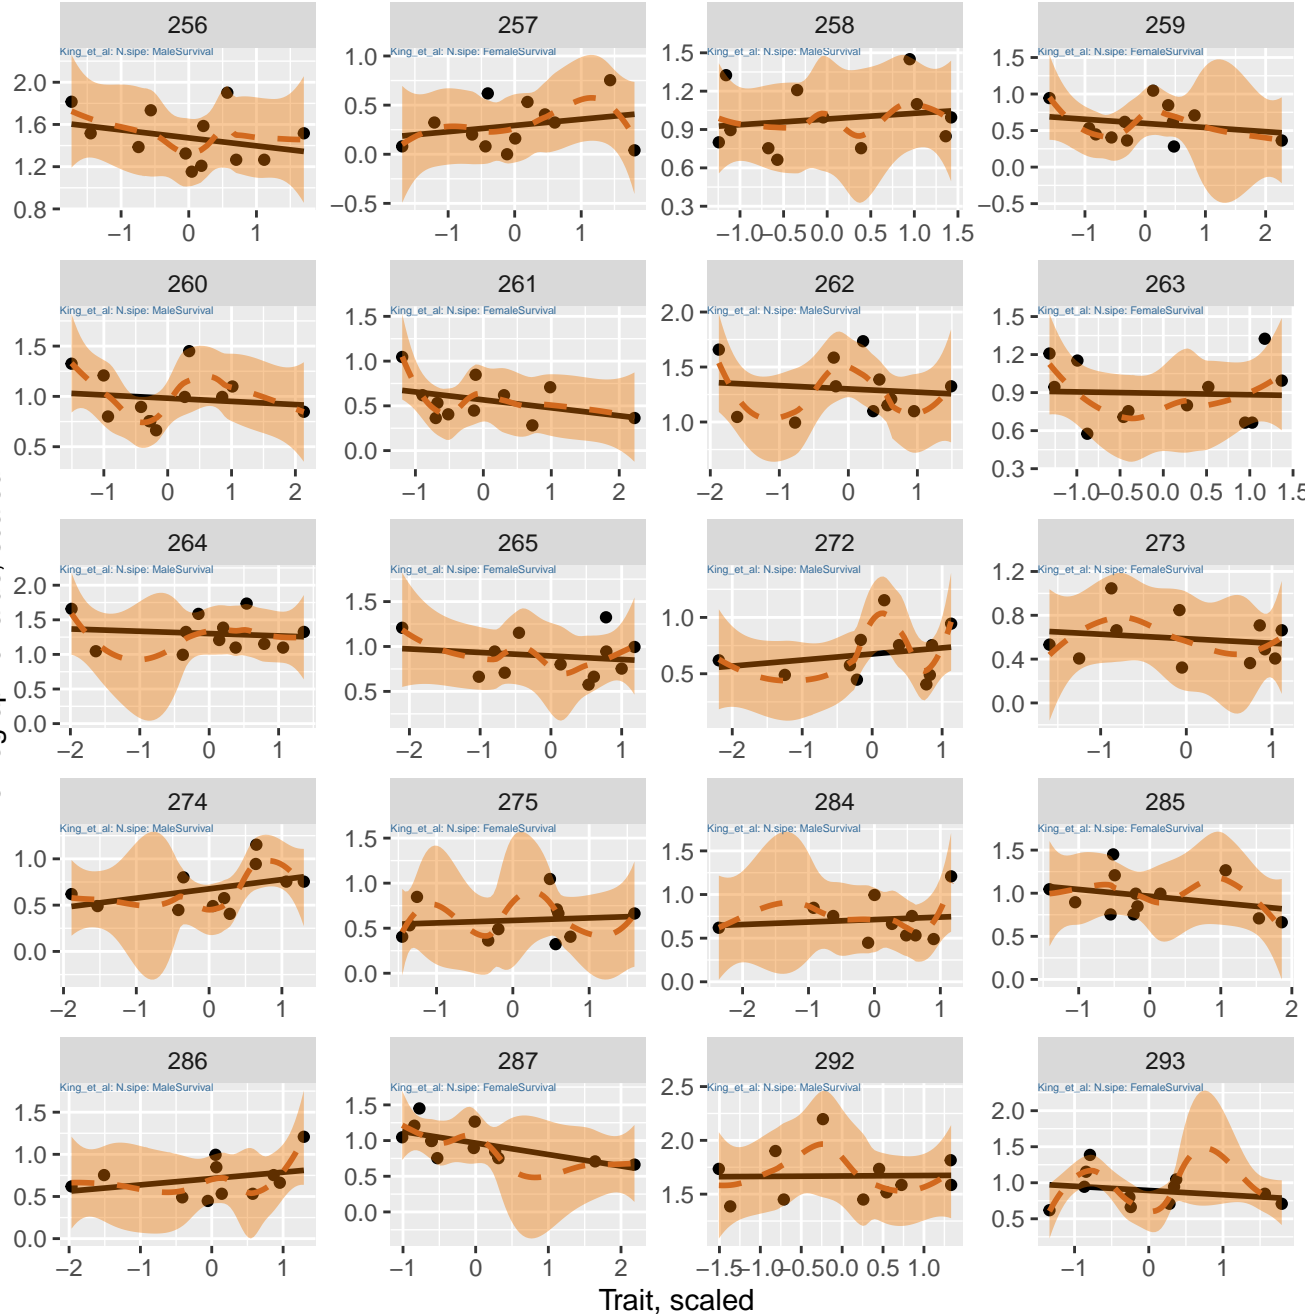 256 257 258 259
King_et_al: N.sipe: MaleSurvival King_et_al: N.sipe: FemaleSurvival King_et_al: N.sipe: MaleSurvival King_et_al: N.sipe: FemaleSurvival
2.0 1.6 1.2 0.8
1.0 0.5 0.0 −0.5
1.5 1.2 0.9 0.6 0.3
1.5 1.0 0.5 0.0 −0.5
−1 0 1
−1 0 1
−1.0 −0.5 0.0 0.5 1.0 1.5
−1 0 1 2
260 261 262 263
King_et_al: N.sipe: MaleSurvival King_et_al: N.sipe: FemaleSurvival King_et_al: N.sipe: MaleSurvival King_et_al: N.sipe: FemaleSurvival
1.5 1.0 0.5
1.5 1.0 0.5 0.0
2.0 1.5 1.0
1.5 1.2 0.9 0.6 0.3
−1 0 1 2
−1 0 1 2
−2 −1 0 1
−1.0 −0.5 0.0 0.5 1.0 1.5
264 265 272 273
King_et_al: N.sipe: MaleSurvival King_et_al: N.sipe: FemaleSurvival King_et_al: N.sipe: MaleSurvival King_et_al: N.sipe: FemaleSurvival
2.0 1.5 1.0 0.5 0.0
1.5 1.0 0.5
1.0 0.5
1.2 0.8 0.4 0.0
−2 −1 0 1
−2 −1 0 1
−2 −1 0 1
−1 0 1
274 275 284 285
King_et_al: N.sipe: MaleSurvival King_et_al: N.sipe: FemaleSurvival King_et_al: N.sipe: MaleSurvival King_et_al: N.sipe: FemaleSurvival
1.0 0.5 0.0
1.5 1.0 0.5 0.0
1.5 1.0 0.5 0.0
1.5 1.0 0.5 0.0
−2 −1 0 1
−1 0 1
−2 −1 0 1
−1 0 1 2
286 287 292 293
King_et_al: N.sipe: MaleSurvival King_et_al: N.sipe: FemaleSurvival King_et_al: N.sipe: MaleSurvival King_et_al: N.sipe: FemaleSurvival
1.5 1.0 0.5 0.0
1.5 1.0 0.5 0.0
2.5 2.0 1.5
2.0 1.5 1.0 0.5
−2 −1 0 1
−1 0 1 2
−1.5 −1.0 −0.5 0.0 0.5 1.0
−1 0 1
Trait, scaled